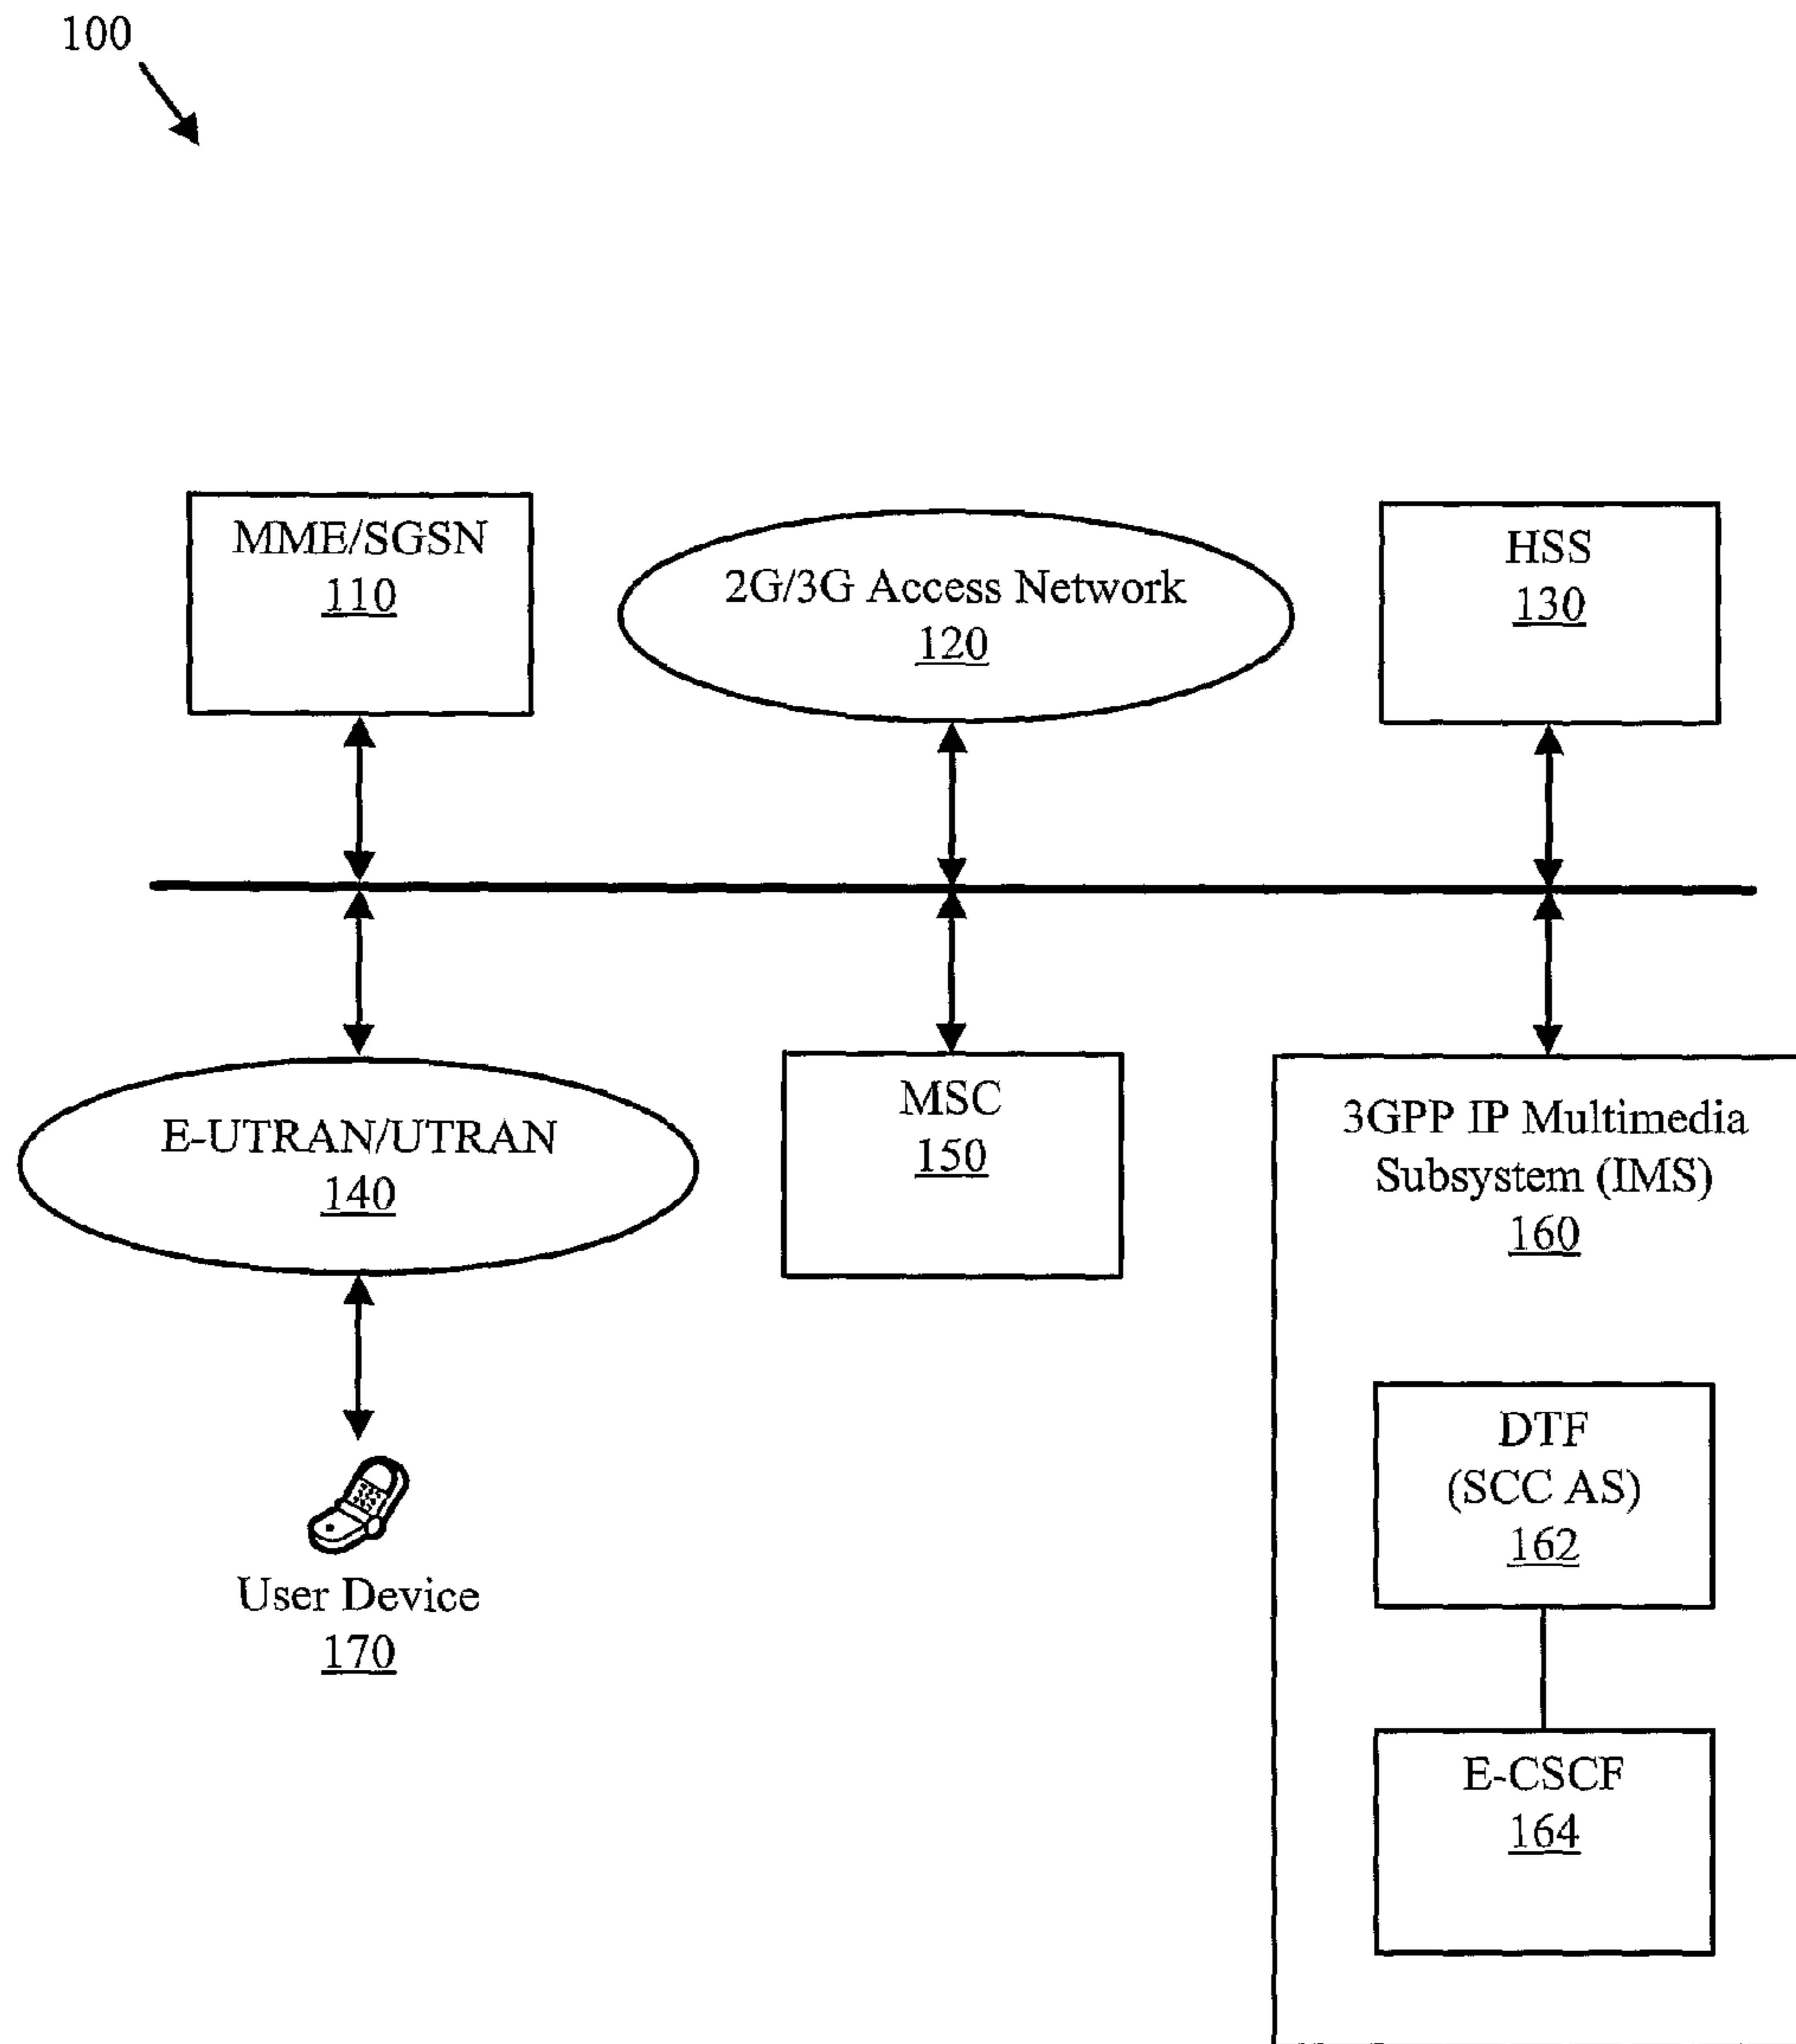 100
MME/SGSN
110
2G/3G Access Network
120
HSS
130
E-UTRAN/UTRAN
140
MSC
150
3GPP IP Multimedia
Subsystem (IMS)
160
DTF
(SCC AS)
162
E-CSCF
164
User Device
170